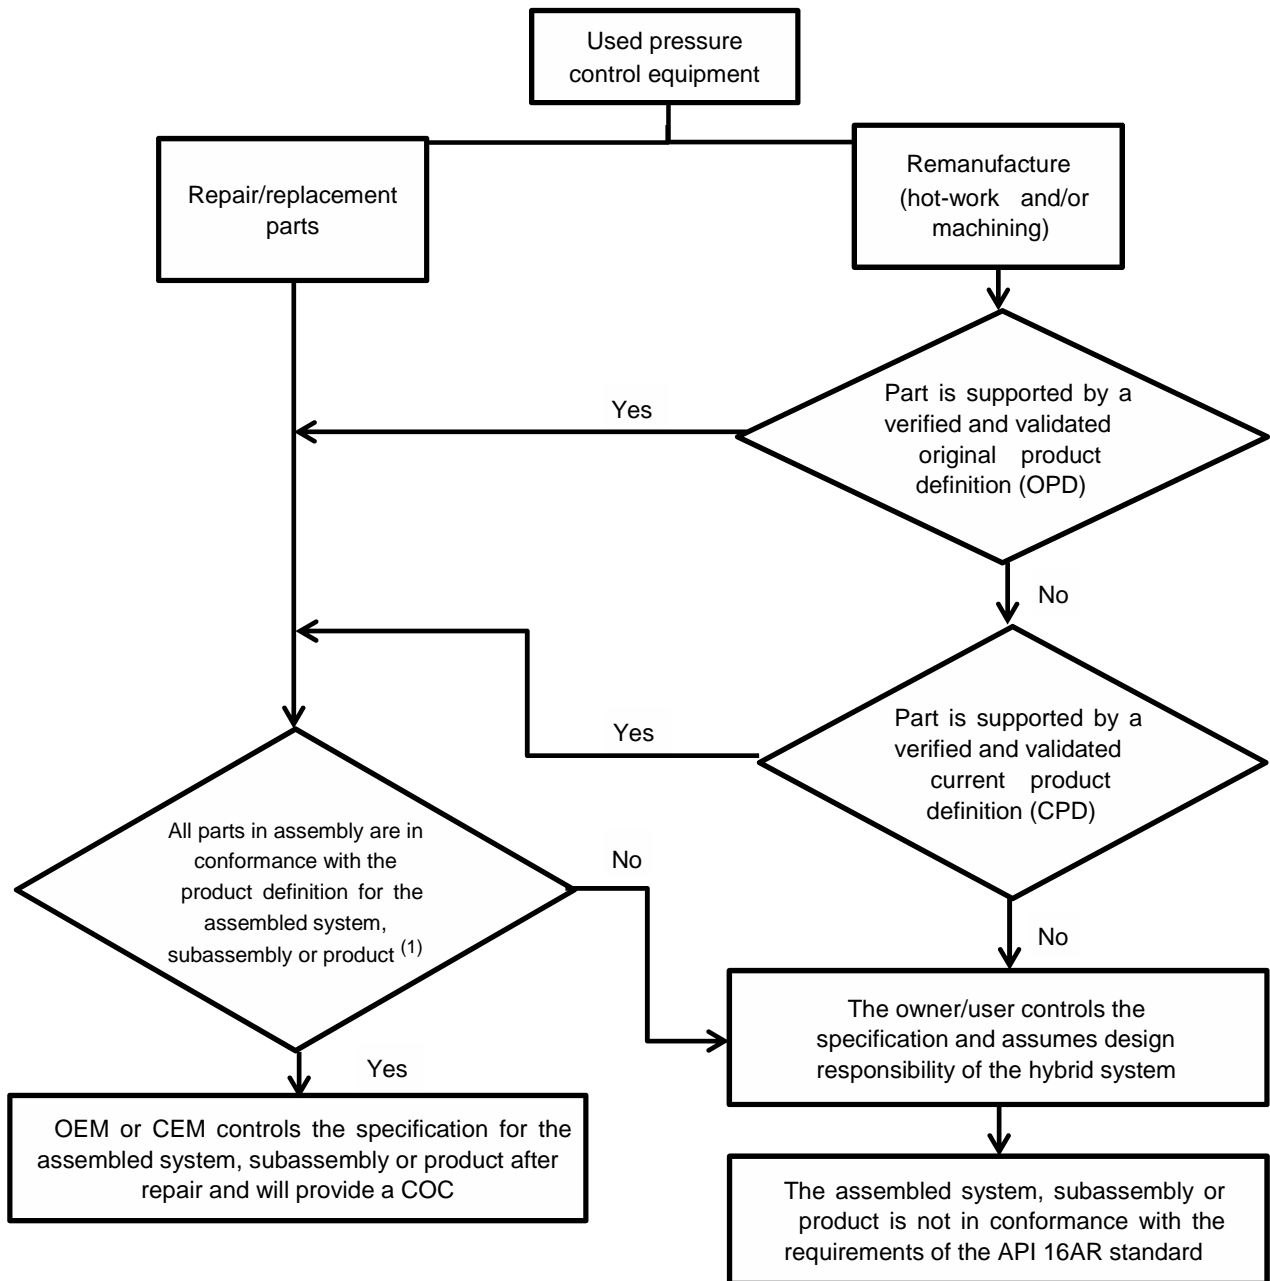 Used pressure
control equipment
Repair/replacement
parts
Remanufacture
(hot-work and/or
machining)
Part is supported by a
verified and validated
original product
definition (OPD)
Yes
No
Part is supported by a
verified and validated
current product
definition (CPD)
Yes
No
All parts in assembly are in
conformance with the
product definition for the
assembled system,
subassembly or product (1)
No
Yes
The owner/user controls the
specification and assumes design
responsibility of the hybrid system
OEM or CEM controls the specification for the
assembled system, subassembly or product after
repair and will provide a COC
The assembled system, subassembly or
product is not in conformance with the
requirements of the API 16AR standard